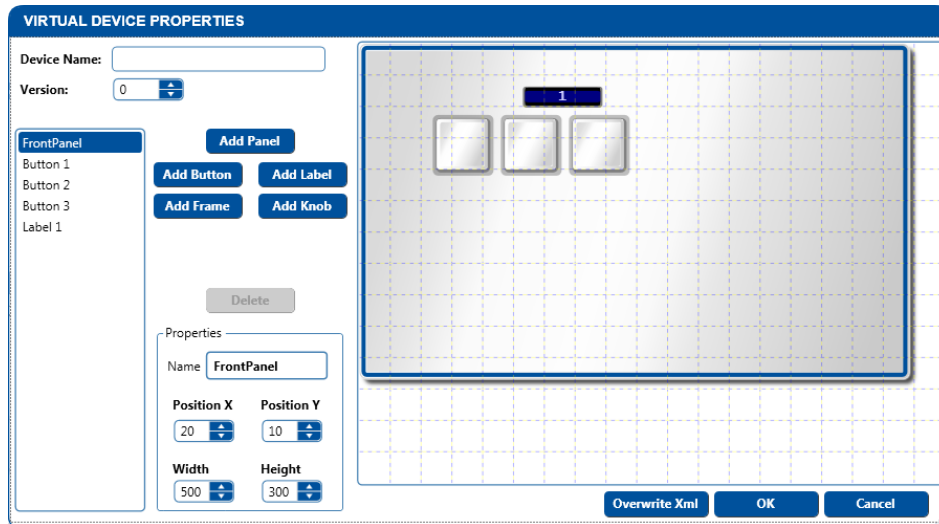 VIRTUAL DEVICE PROPERTIES
Device Name:
Version:
0
FrontPanel
Button 1
Button 2
Button 3
Label 1
Add Panel
Add Button
Add Label
Add Frame
Add Knob
Delete
Properties
Name
FrontPanel
Position X
Position Y
20
10
Width
Height
500
300
1
Overwrite Xml
OK
Cancel